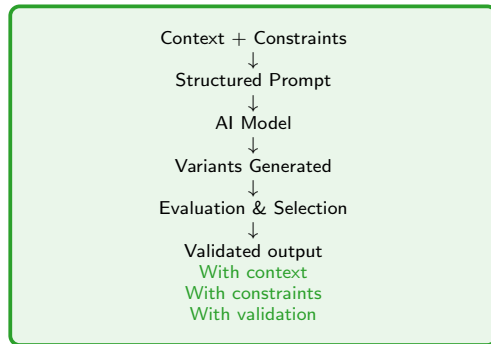 Context + Constraints
↓
Structured Prompt
↓
AI Model
↓
Variants Generated
↓
Evaluation & Selection
↓
Validated output
With context
With constraints
With validation